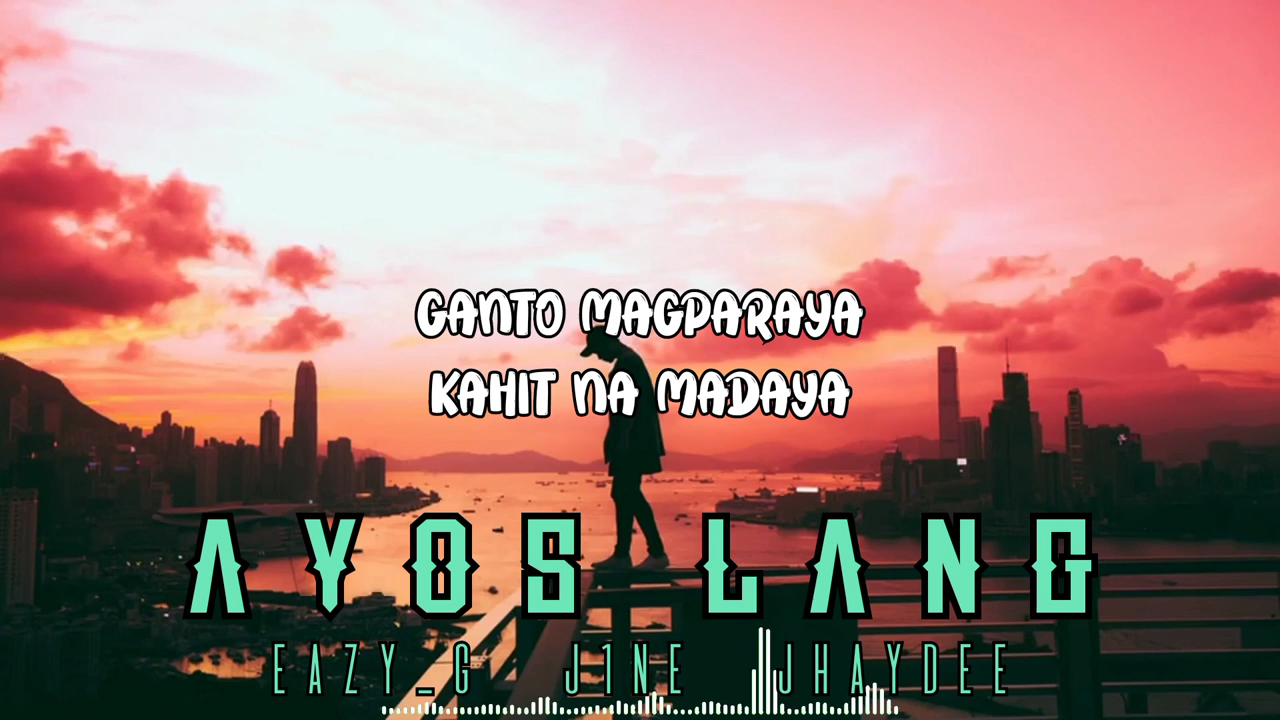 GANTO MAGPARAYA
KAHIT NA MADAYA
AYOS LANG
EAZY_G J1NE JHAYDEE